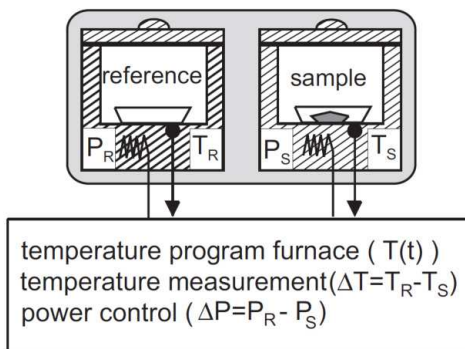 reference
sample
P_R
T_R
P_S
T_S
temperature program furnace ( T(t) )
temperature measurement(ΔT=T_R-T_S)
power control ( ΔP=P_R- P_S)